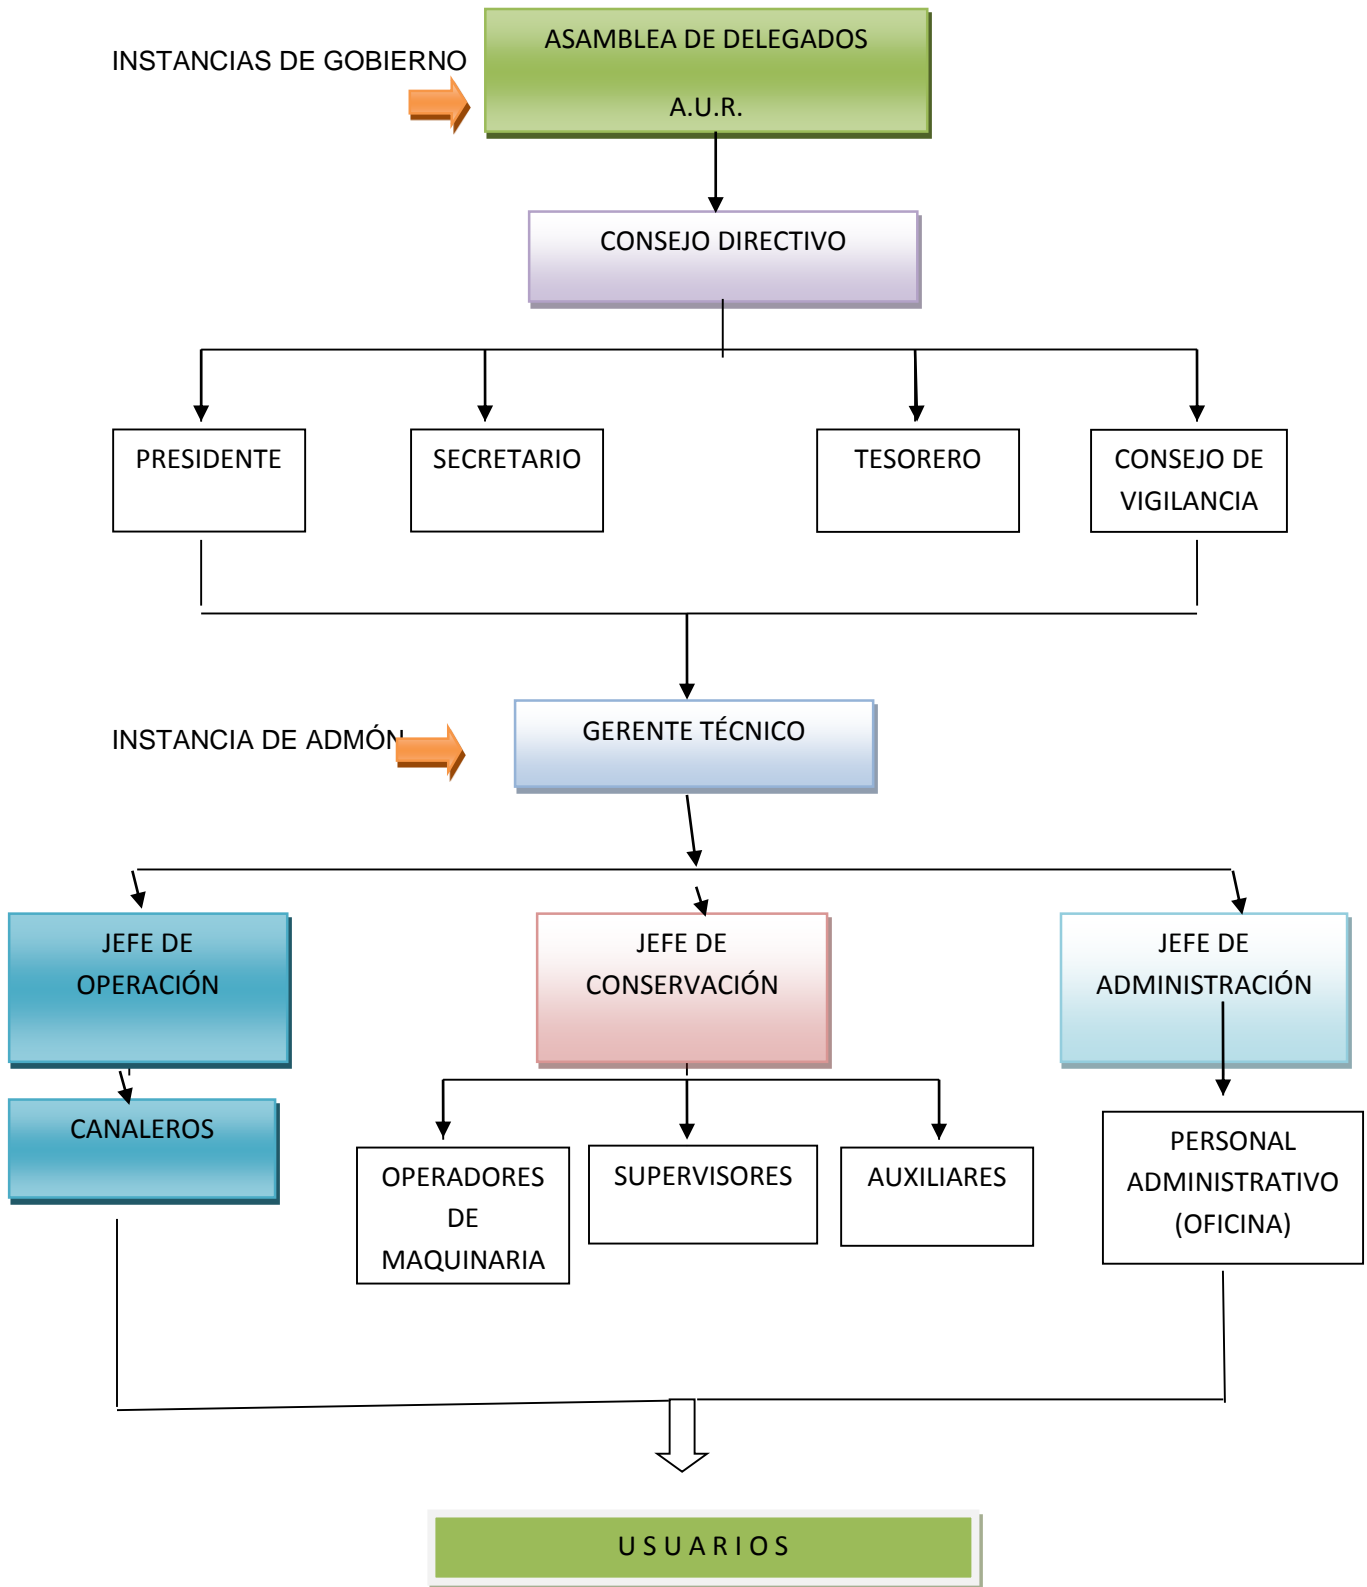 ASAMBLEA DE DELEGADOS
INSTANCIAS DE GOBIERNO
A.U.R.
CONSEJO DIRECTIVO
PRESIDENTE
SECRETARIO
TESORERO
CONSEJO DE
VIGILANCIA
GERENTE TÉCNICO
INSTANCIA DE ADMÓN
JEFE DE
OPERACIÓN
JEFE DE
CONSERVACIÓN
JEFE DE
ADMINISTRACIÓN
CANALEROS
OPERADORES
DE
MAQUINARIA
SUPERVISORES
AUXILIARES
PERSONAL
ADMINISTRATIVO
(OFICINA)
U S U A R I O S